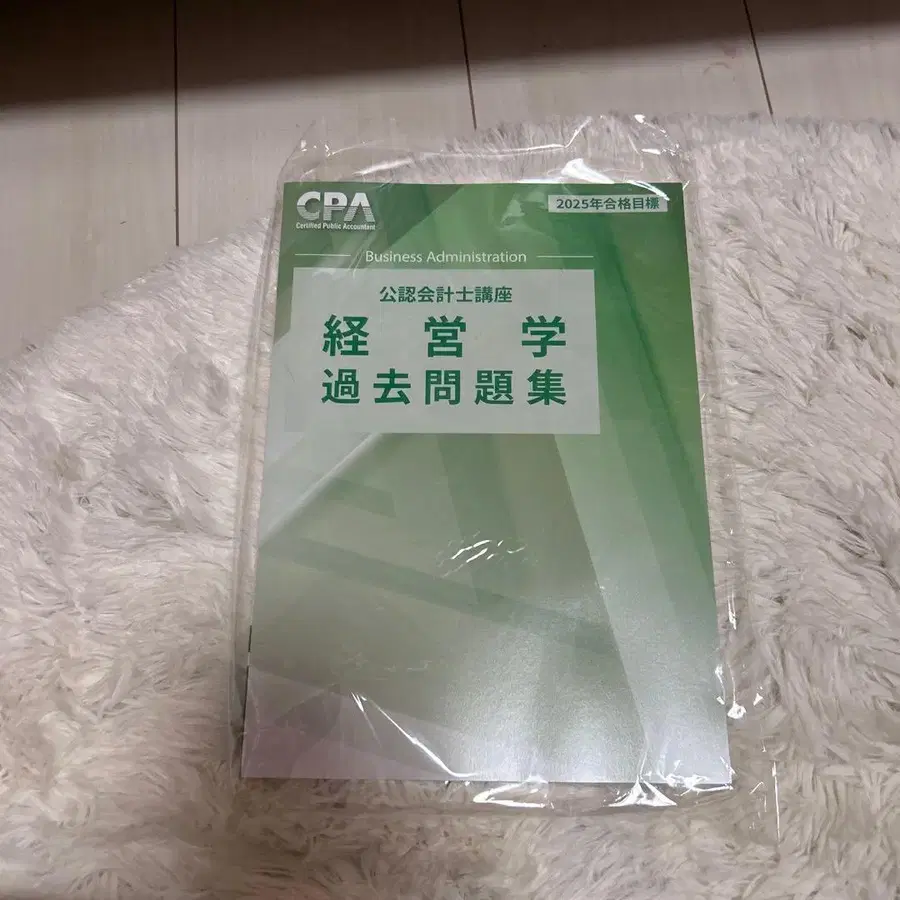 CPA
Certified Public Accountant
2025年合格目標
Business Administration
公認会計士講座
経営学
過去問題集